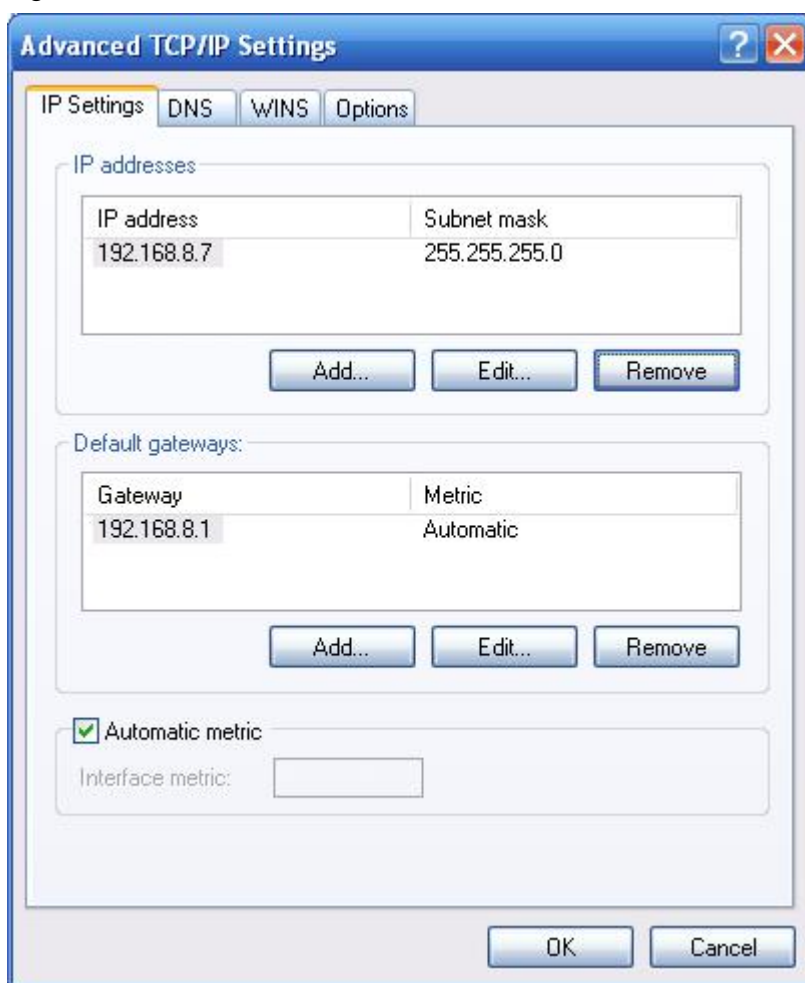 Advanced TCP/IP Settings
IP Settings DNS WINS Options
IP addresses
IP address Subnet mask
192.168.8.7 255.255.255.0
Add... Edit... Remove
Default gateways:
Gateway Metric
192.168.8.1 Automatic
Add... Edit... Remove
Automatic metric
Interface metric:
OK Cancel